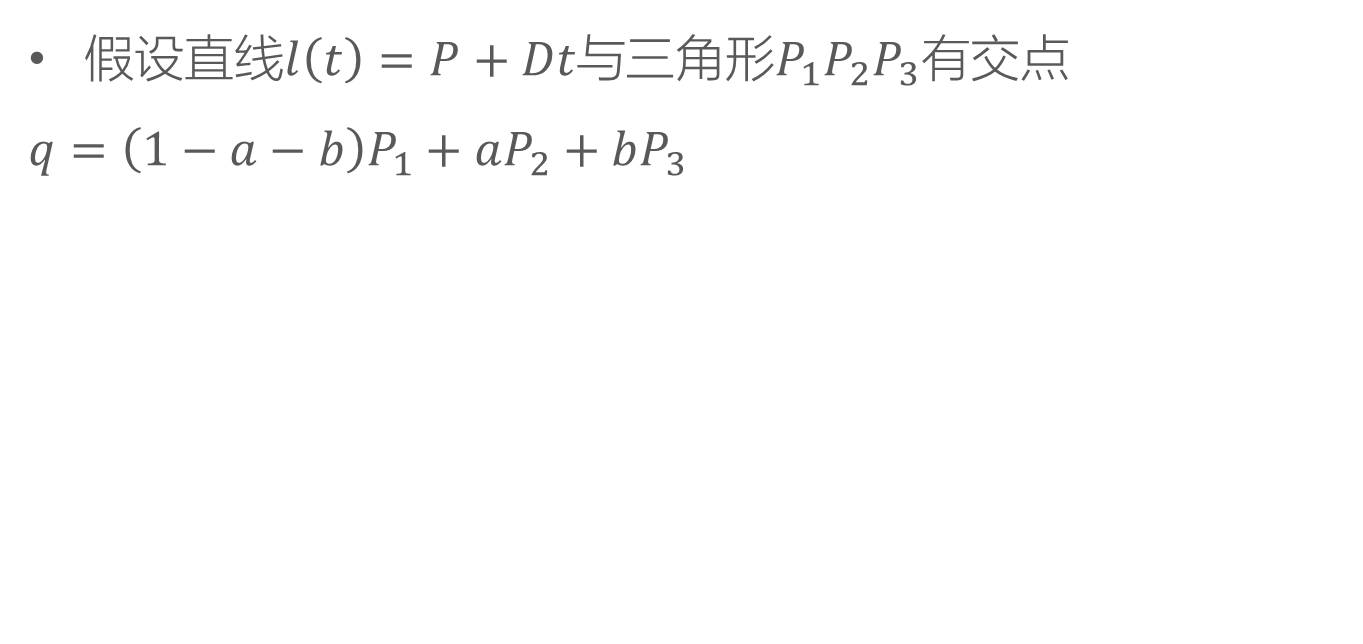 • 假设直线l(t) = P + Dt与三角形P₁P₂P₃有交点
q = (1 − a − b)P₁ + aP₂ + bP₃